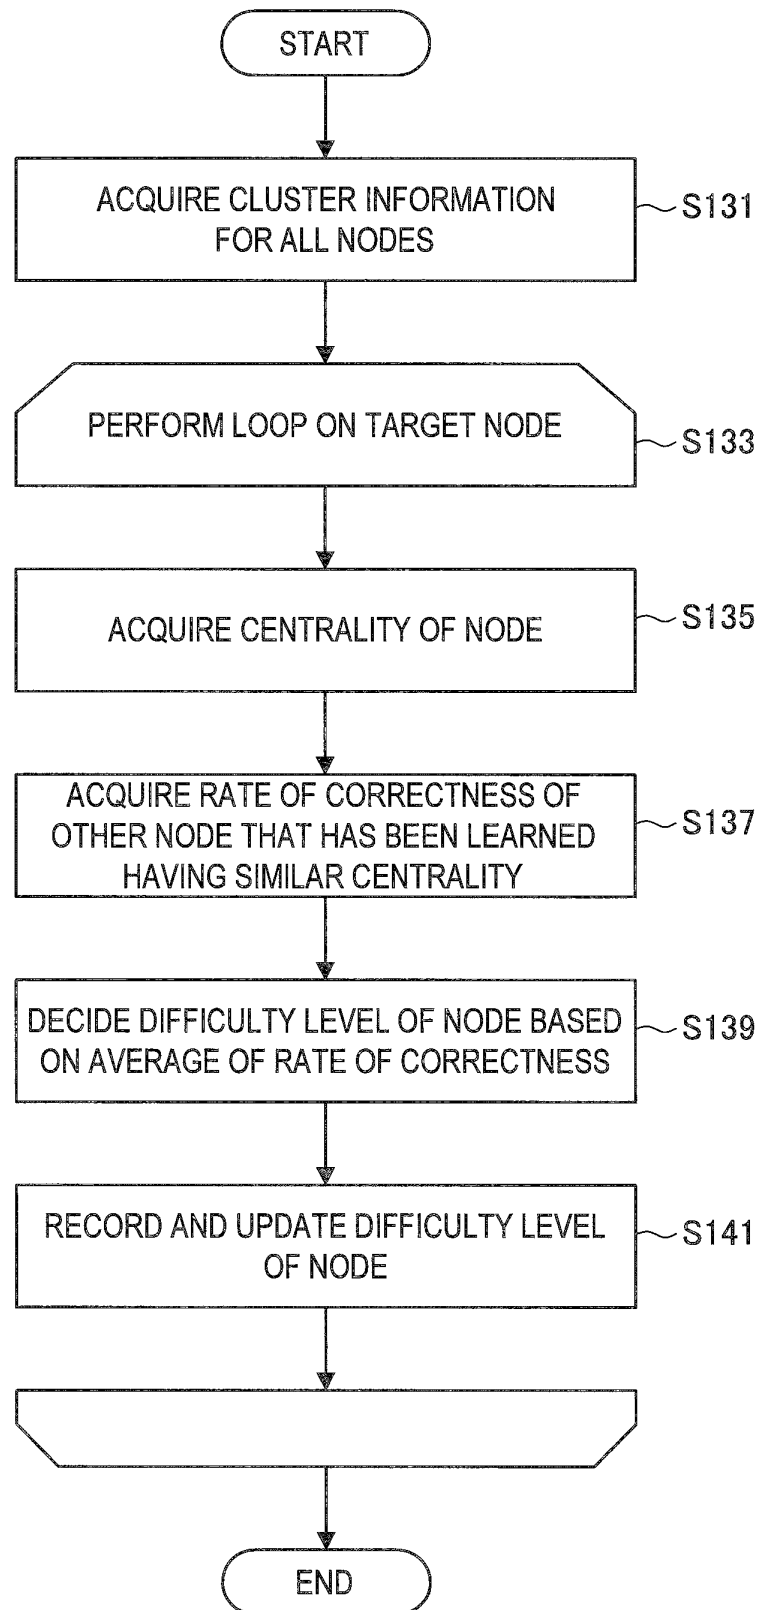 START
ACQUIRE CLUSTER INFORMATION
FOR ALL NODES
S131
PERFORM LOOP ON TARGET NODE
S133
ACQUIRE CENTRALITY OF NODE
S135
ACQUIRE RATE OF CORRECTNESS OF
OTHER NODE THAT HAS BEEN LEARNED
HAVING SIMILAR CENTRALITY
S137
DECIDE DIFFICULTY LEVEL OF NODE BASED
ON AVERAGE OF RATE OF CORRECTNESS
S139
RECORD AND UPDATE DIFFICULTY LEVEL
OF NODE
S141
END